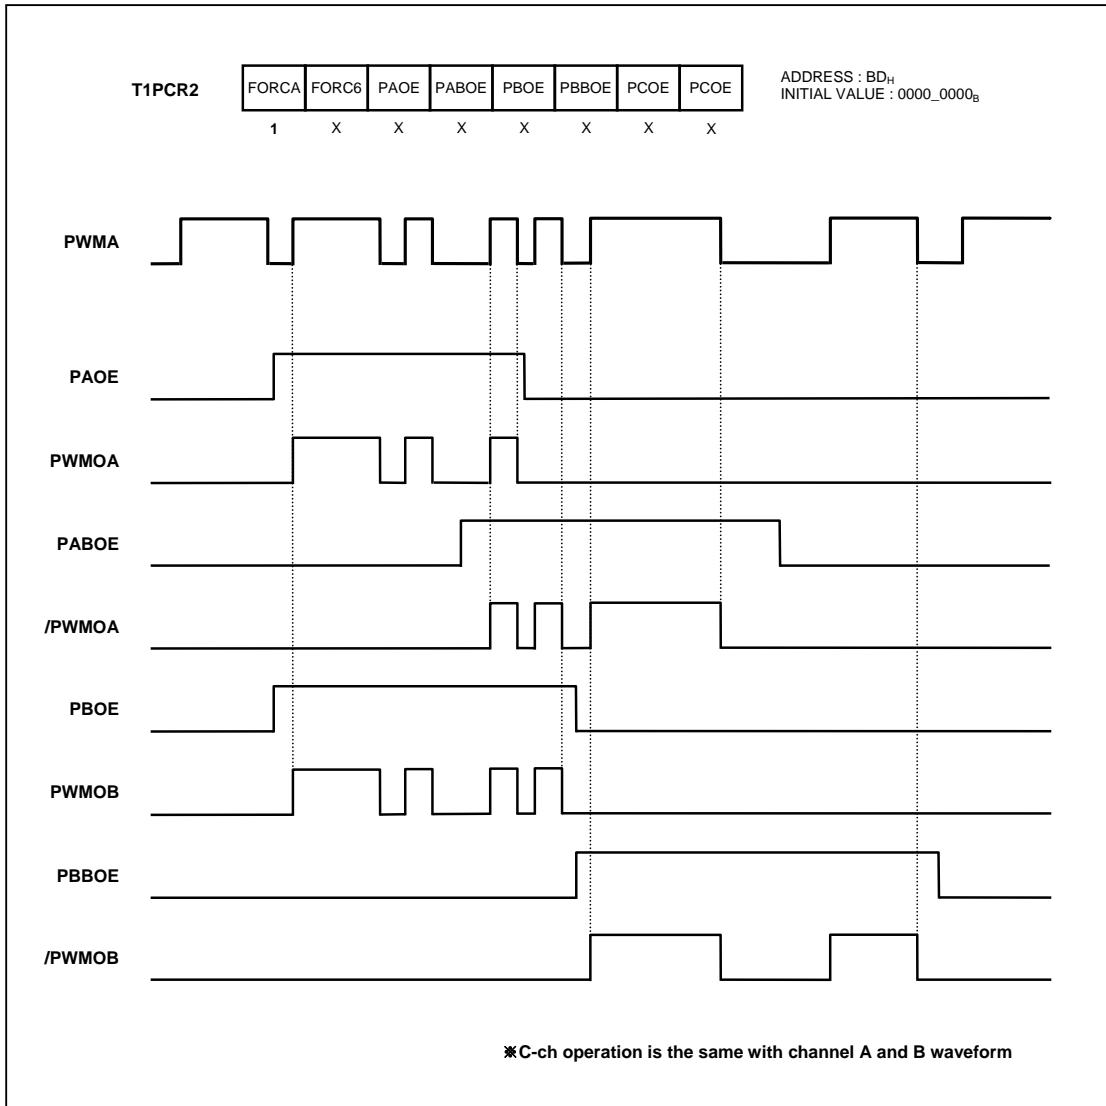 T1PCR2
FORCA FORC6 PAOE PABOE PBOE PBBOE PCOE PCOE
ADDRESS : BDH
INITIAL VALUE : 0000_0000B
1 X X X X X X X
PWMA
PAOE
PWMOA
PABOE
/PWMOA
PBOE
PWMOB
PBBOE
/PWMOB
※C-ch operation is the same with channel A and B waveform